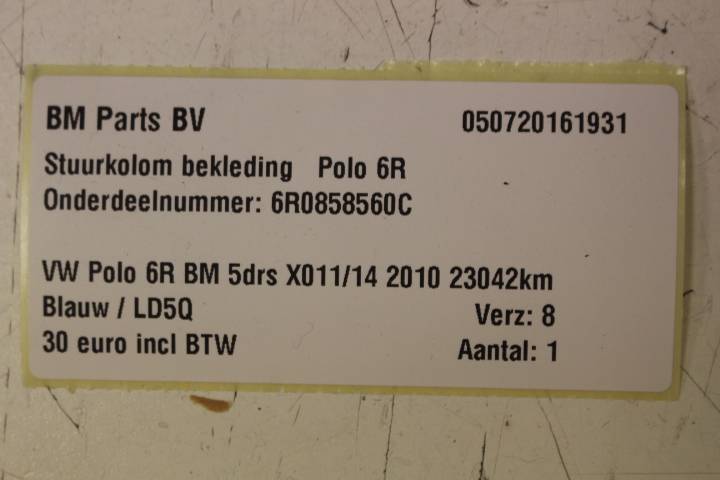 BM Parts BV 050720161931
Stuurkolom bekleding Polo 6R
Onderdeelnummer: 6R0858560C
VW Polo 6R BM 5drs X011/14 2010 23042km
Blauw / LD5Q Verz: 8
30 euro incl BTW Aantal: 1